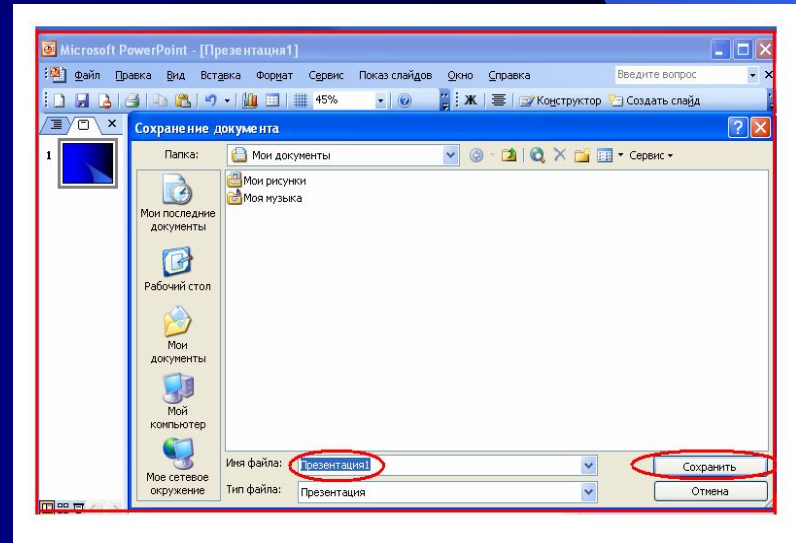 Microsoft PowerPoint - [Презентация1]
Файл Правка Вид Вставка Формат Сервис Показ слайдов Окно Справка Введите вопрос
45% Ж Конструктор Создать слайд
Сохранение документа
1
Папка: Мои документы Сервис
Мои рисунки
Моя музыка
Мои последние
документы
Рабочий стол
Мои
документы
Мой
компьютер
Мое сетевое
окружение
Имя файла: Презентация1 Сохранить
Тип файла: Презентация Отмена